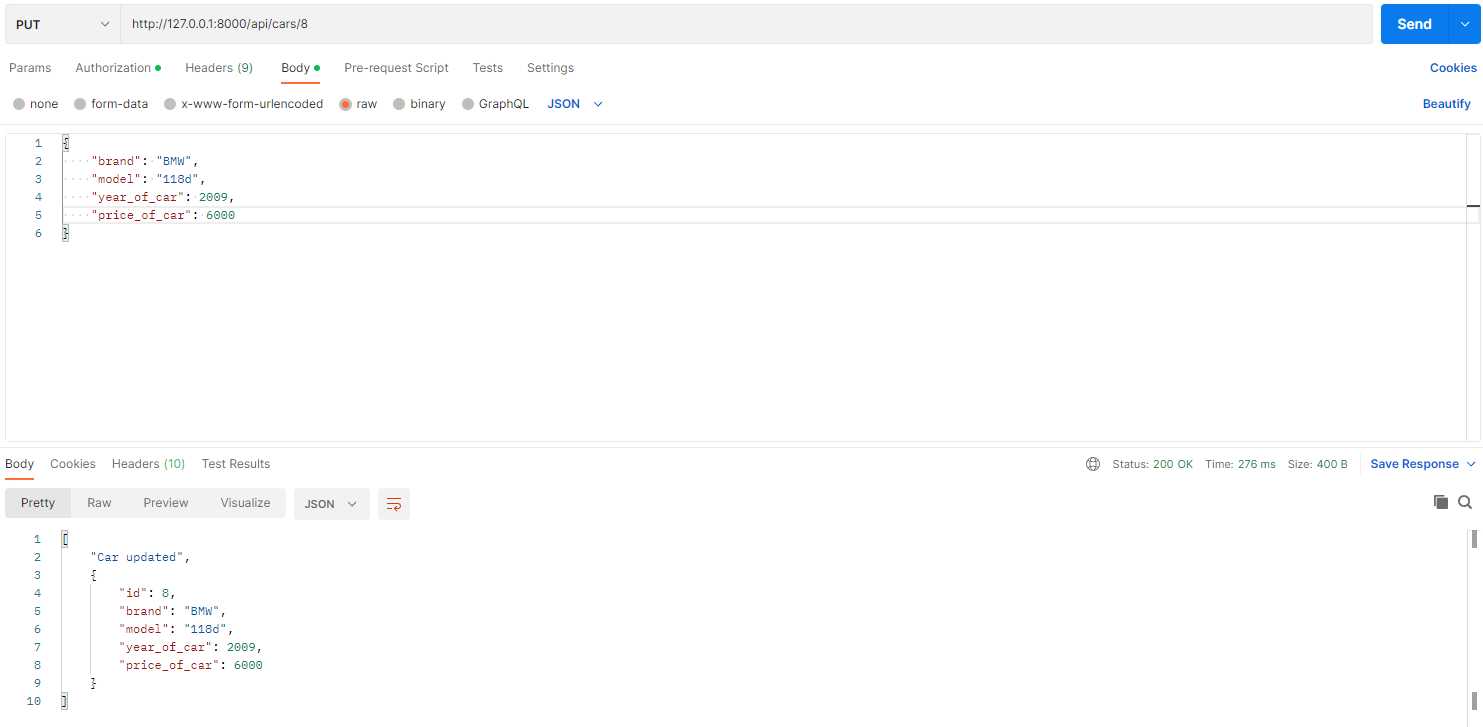 PUT http://127.0.0.1:8000/api/cars/8 Send
Params Authorization Headers (9) Body Pre-request Script Tests Settings Cookies
none form-data x-www-form-urlencoded raw binary GraphQL JSON Beautify
1 {
2 "brand": "BMW",
3 "model": "118d",
4 "year_of_car": 2009,
5 "price_of_car": 6000
6 }
Body Cookies Headers (10) Test Results Status: 200 OK Time: 276 ms Size: 400 B Save Response
Pretty Raw Preview Visualize JSON
1 [
2 "Car updated",
3 {
4 "id": 8,
5 "brand": "BMW",
6 "model": "118d",
7 "year_of_car": 2009,
8 "price_of_car": 6000
9 }
10 ]